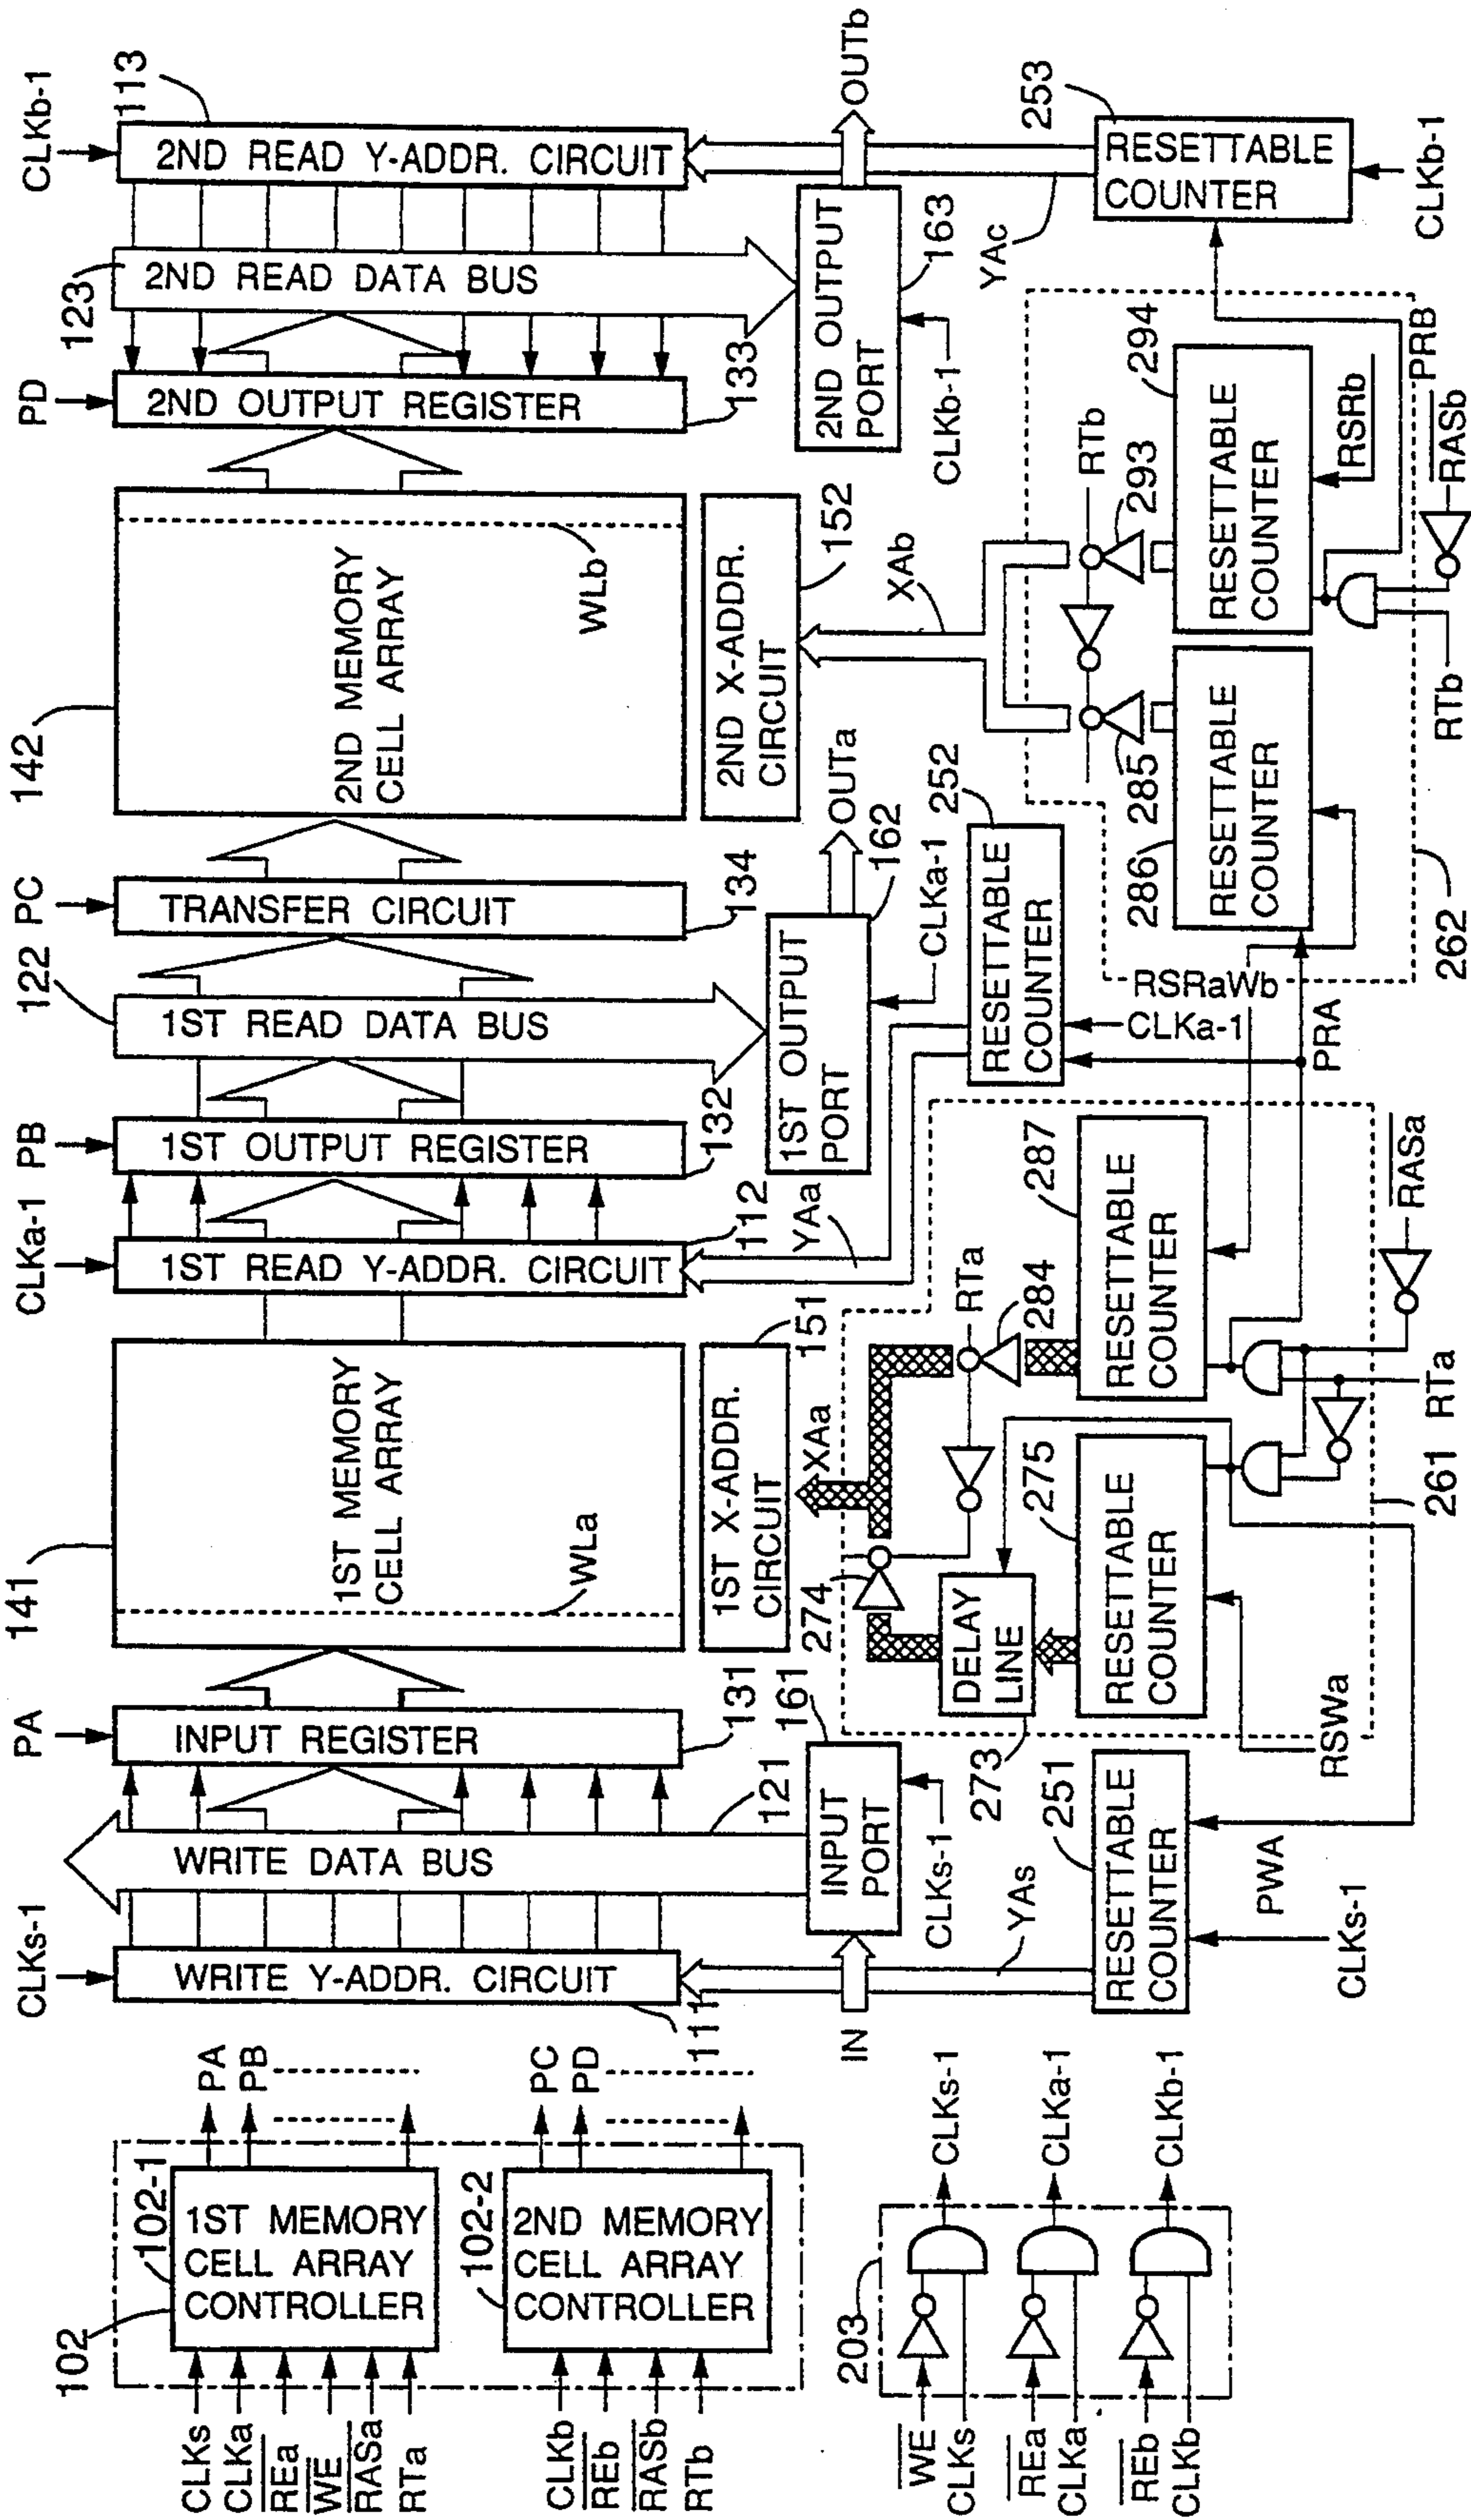 CLKs-1
PA
141
CLKa-1
PB
122
PC
142
PD
123
CLKb-1
113
WRITE Y-ADDR. CIRCUIT
111
WRITE DATA BUS
121
INPUT REGISTER
131
1ST MEMORY
CELL ARRAY
WLa
1ST READ Y-ADDR. CIRCUIT
112
1ST OUTPUT REGISTER
132
1ST READ DATA BUS
TRANSFER CIRCUIT
134
2ND MEMORY
CELL ARRAY
WLb
2ND OUTPUT REGISTER
133
2ND READ DATA BUS
2ND READ Y-ADDR. CIRCUIT
102
102-1
1ST MEMORY
CELL ARRAY
CONTROLLER
CLKs
CLKa
REa
WE
RASa
RTa
PA
PB
102-2
2ND MEMORY
CELL ARRAY
CONTROLLER
CLKb
REb
RASb
RTb
PC
PD
203
WE
CLKs
CLKs-1
REa
CLKa
CLKa-1
REb
CLKb
CLKb-1
IN
INPUT
PORT
161
CLKs-1
YAs
1ST X-ADDR.
CIRCUIT
151
XAa
YAa
1ST OUTPUT
PORT
162
OUTa
CLKa-1
2ND X-ADDR.
CIRCUIT
152
XAb
2ND OUTPUT
PORT
163
OUTb
CLKb-1
YAc
251
RESETTABLE
COUNTER
PWA
CLKs-1
273
DELAY
LINE
274
RTa
284
275
RESETTABLE
COUNTER
287
RESETTABLE
COUNTER
RSWa
261
RTa
RASa
252
RESETTABLE
COUNTER
CLKa-1
RSRaWb
PRA
285
293
RTb
286
RESETTABLE
COUNTER
294
RESETTABLE
COUNTER
RSRb
PRB
262
RTb
RASb
253
RESETTABLE
COUNTER
CLKb-1